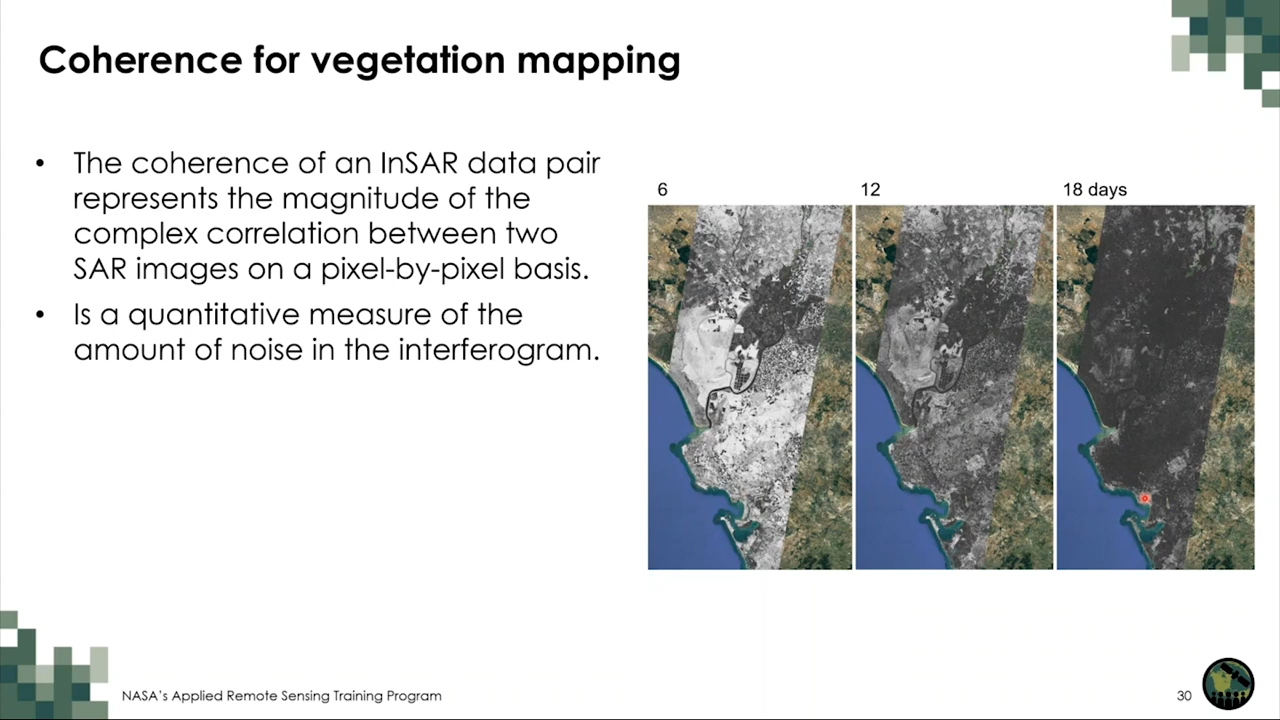 Coherence for vegetation mapping
• The coherence of an InSAR data pair
represents the magnitude of the
complex correlation between two
SAR images on a pixel-by-pixel basis.
• Is a quantitative measure of the
amount of noise in the interferogram.
6 12 18 days
NASA's Applied Remote Sensing Training Program
30